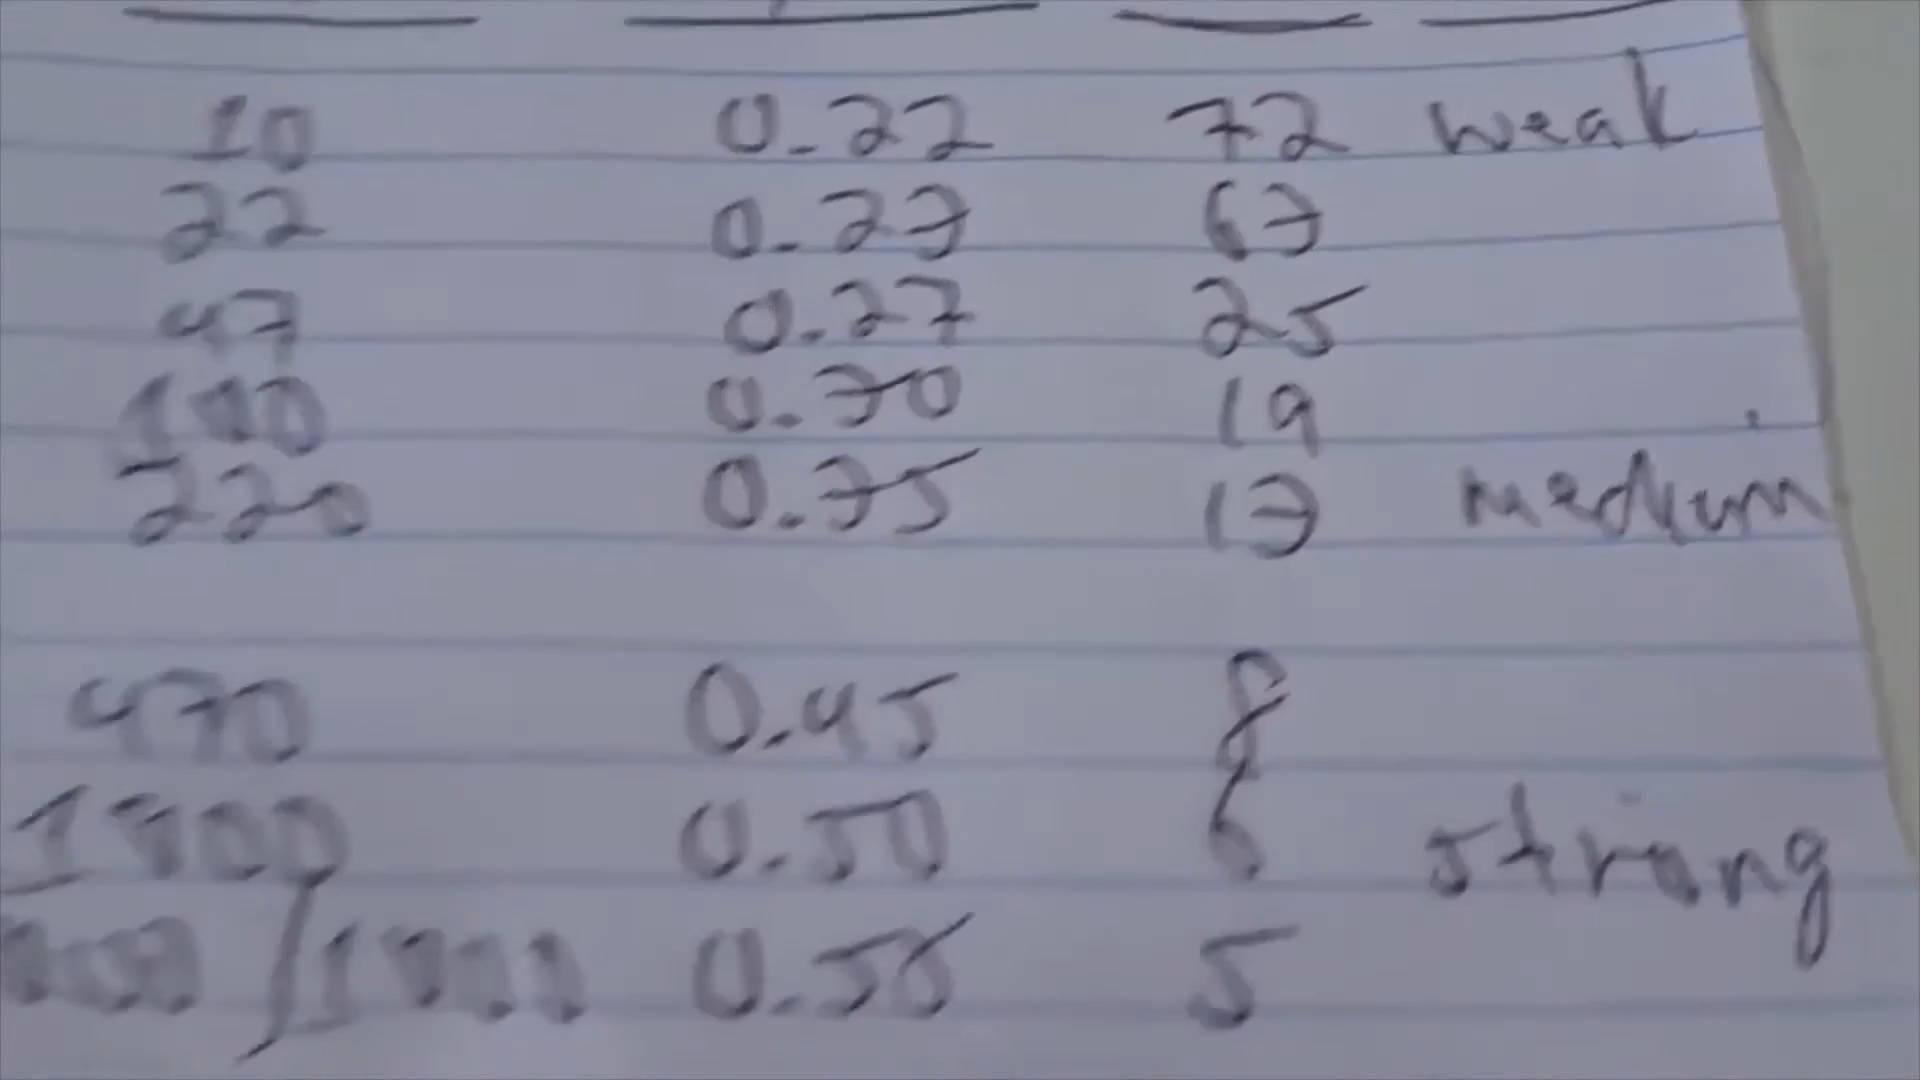 10 0.22 72 weak
22 0.23 63
47 0.27 25
100 0.30 19
220 0.35 13 medium
470 0.45 8
1000 0.50 6 strong
/1000 0.56 5